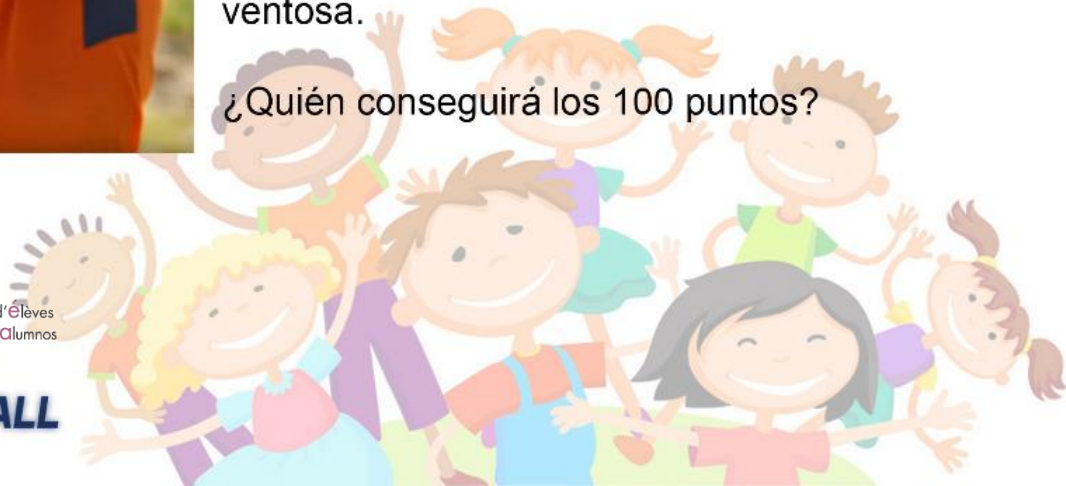 ventosa.
¿Quién conseguirá los 100 puntos?
d'élèves
alumnos
ALL